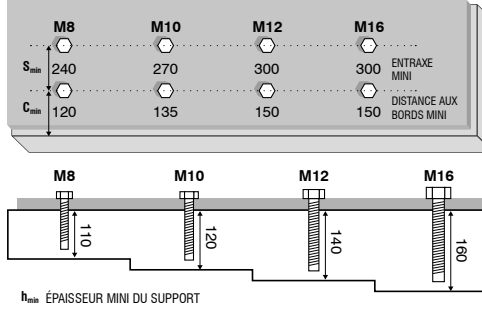 M8 M10 M12 M16
Smin 240 270 300 300 ENTRAXE MINI
Cmin 120 135 150 150 DISTANCE AUX BORDS MINI
M8 M10 M12 M16
110 120 140 160
hmin ÉPAISSEUR MINI DU SUPPORT